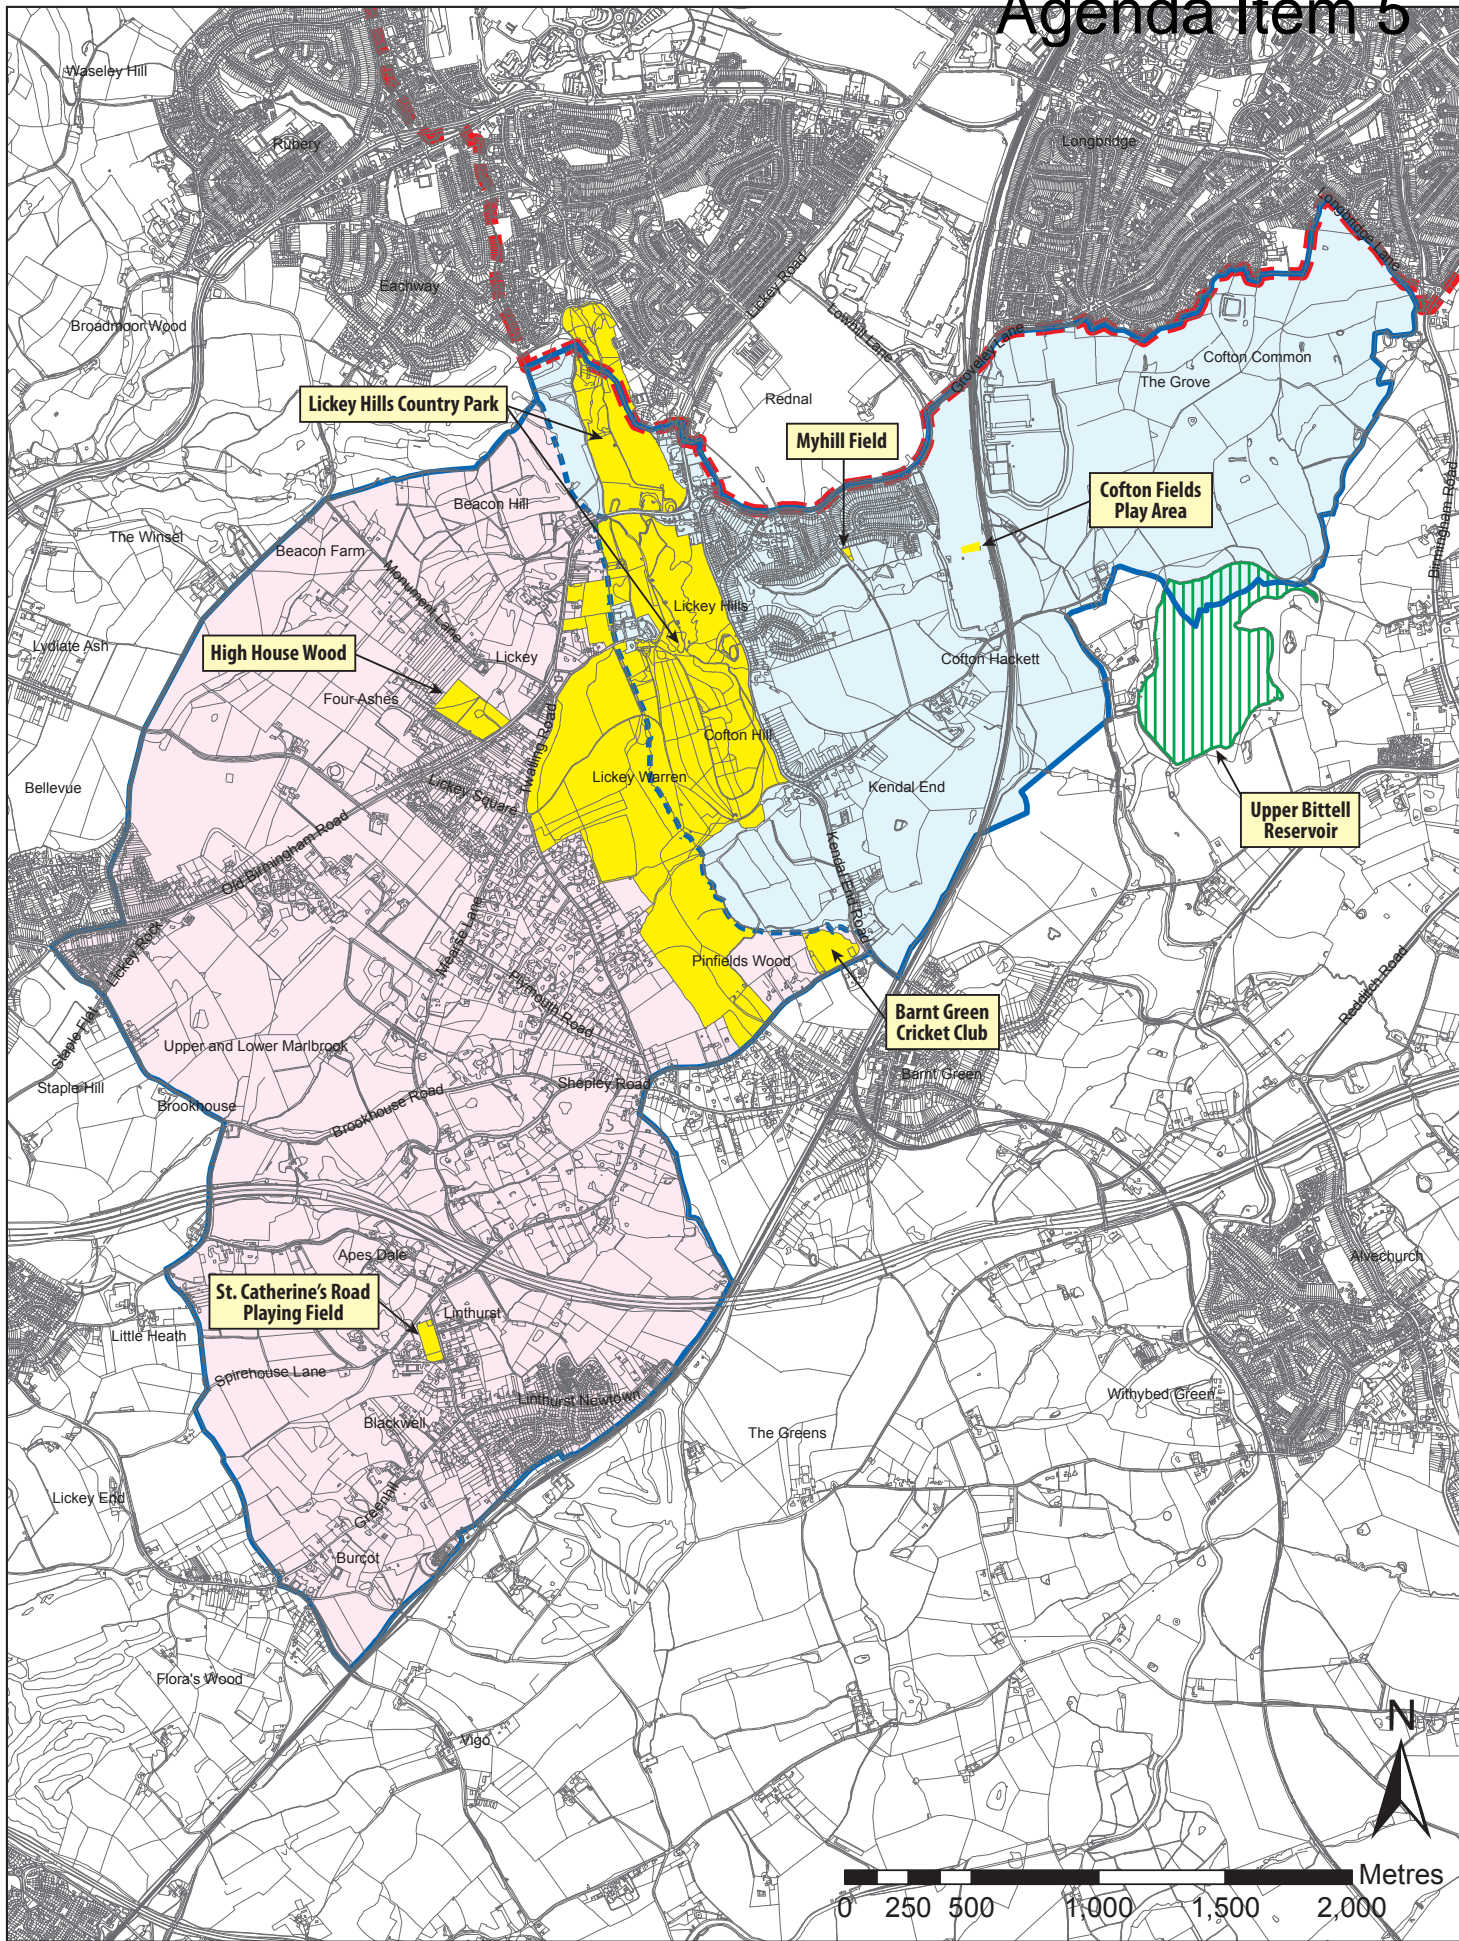 Agenda Item 5
Waseley Hill
Rubery
Longbridge
Longbridge Lane
Eachway
Lickey Road
Lowhill Lane
Broadmoor Wood
Groveley Lane
Cofton Common
The Grove
Rednal
Lickey Hills Country Park
Myhill Field
Cofton Fields
Play Area
Birmingham Road
Beacon Hill
The Winsel
Beacon Farm
Monument Lane
Lickey Hills
Lydiate Ash
High House Wood
Lickey
Cofton Hackett
Four Ashes
Twatling Road
Cofton Hill
Lickey Warren
Lickey Square
Bellevue
Kendal End
Upper Bittell
Reservoir
Old Birmingham Road
Kendal End Road
Mearse Lane
Lickey Rock
Pinfields Wood
Plymouth Road
Redditch Road
Barnt Green
Cricket Club
Staple Flat
Upper and Lower Marlbrook
Barnt Green
Shepley Road
Staple Hill
Brookhouse
Brookhouse Road
Apes Dale
Alvechurch
St. Catherine's Road
Playing Field
Linthurst
Little Heath
Spirehouse Lane
Linthurst Newtown
Withybed Green
Blackwell
The Greens
Lickey End
Greenhill
Burcot
Flora's Wood
Vigo
N
Metres
0 250 500 1,000 1,500 2,000